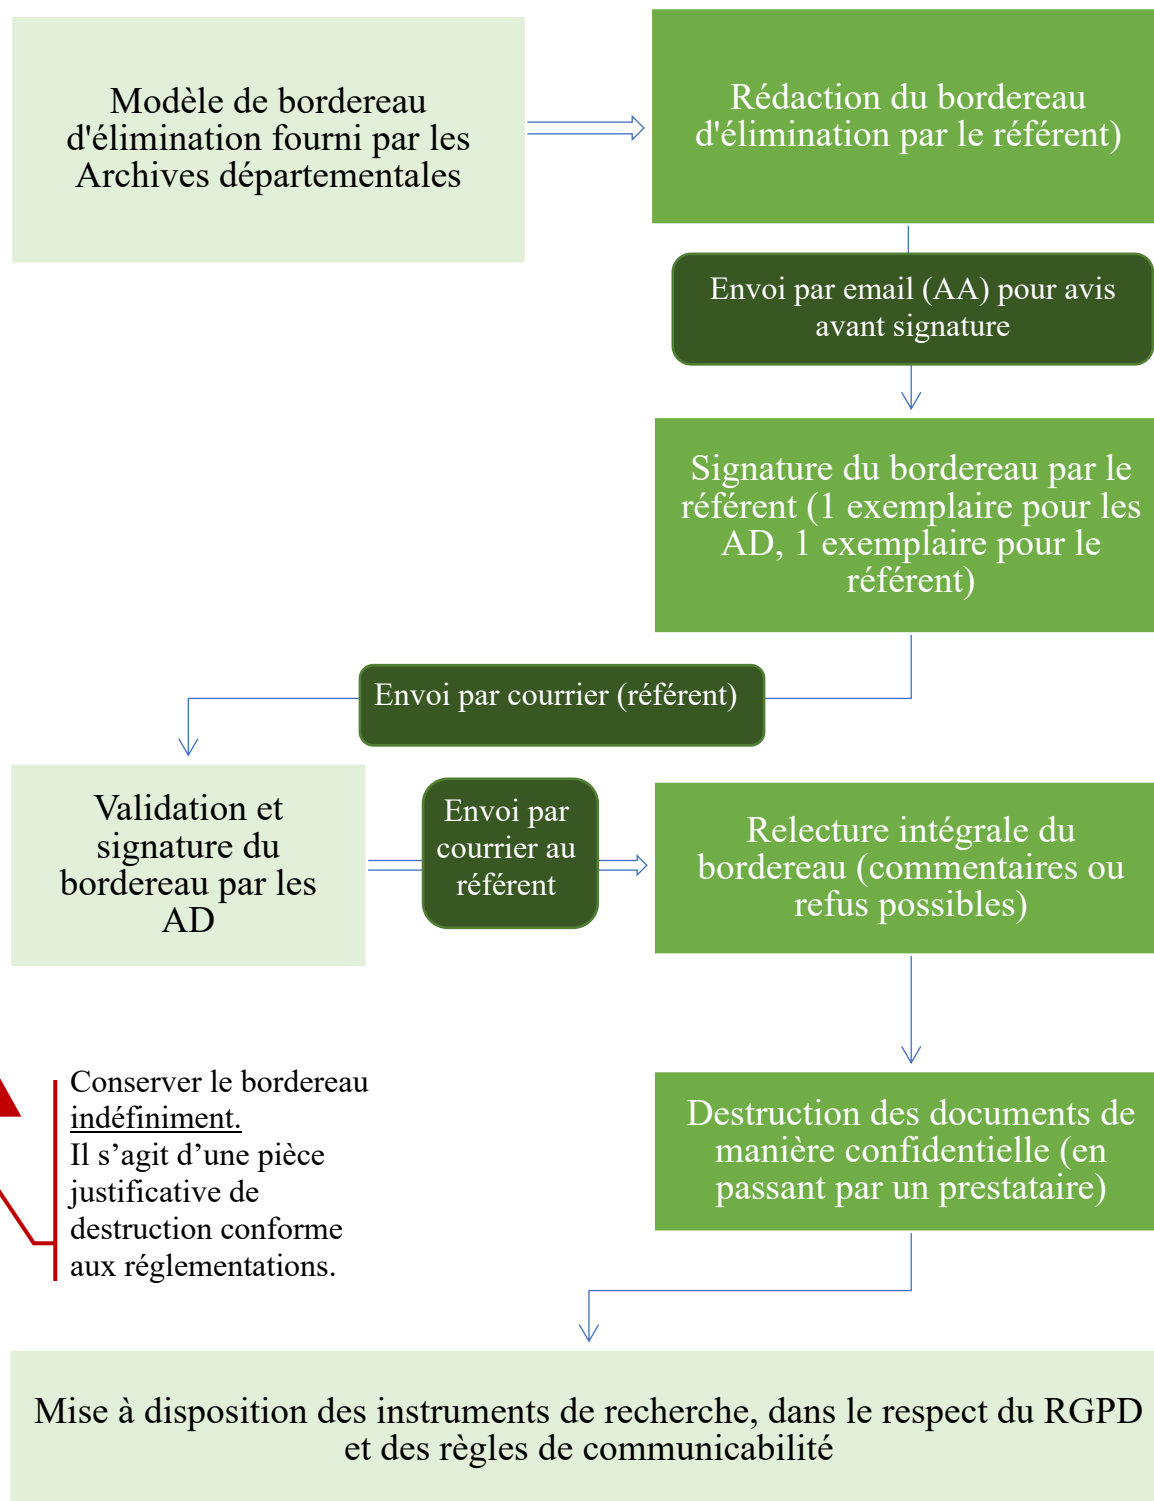 Modèle de bordereau
d'élimination fourni par les
Archives départementales
Rédaction du bordereau
d'élimination par le référent)
Envoi par email (AA) pour avis
avant signature
Signature du bordereau par le
référent (1 exemplaire pour les
AD, 1 exemplaire pour le
référent)
Envoi par courrier (référent)
Validation et
signature du
bordereau par les
AD
Envoi par
courrier au
référent
Relecture intégrale du
bordereau (commentaires ou
refus possibles)
Conserver le bordereau
indéfiniment.
Il s’agit d’une pièce
justificative de
destruction conforme
aux réglementations.
Destruction des documents de
manière confidentielle (en
passant par un prestataire)
Mise à disposition des instruments de recherche, dans le respect du RGPD
et des règles de communicabilité